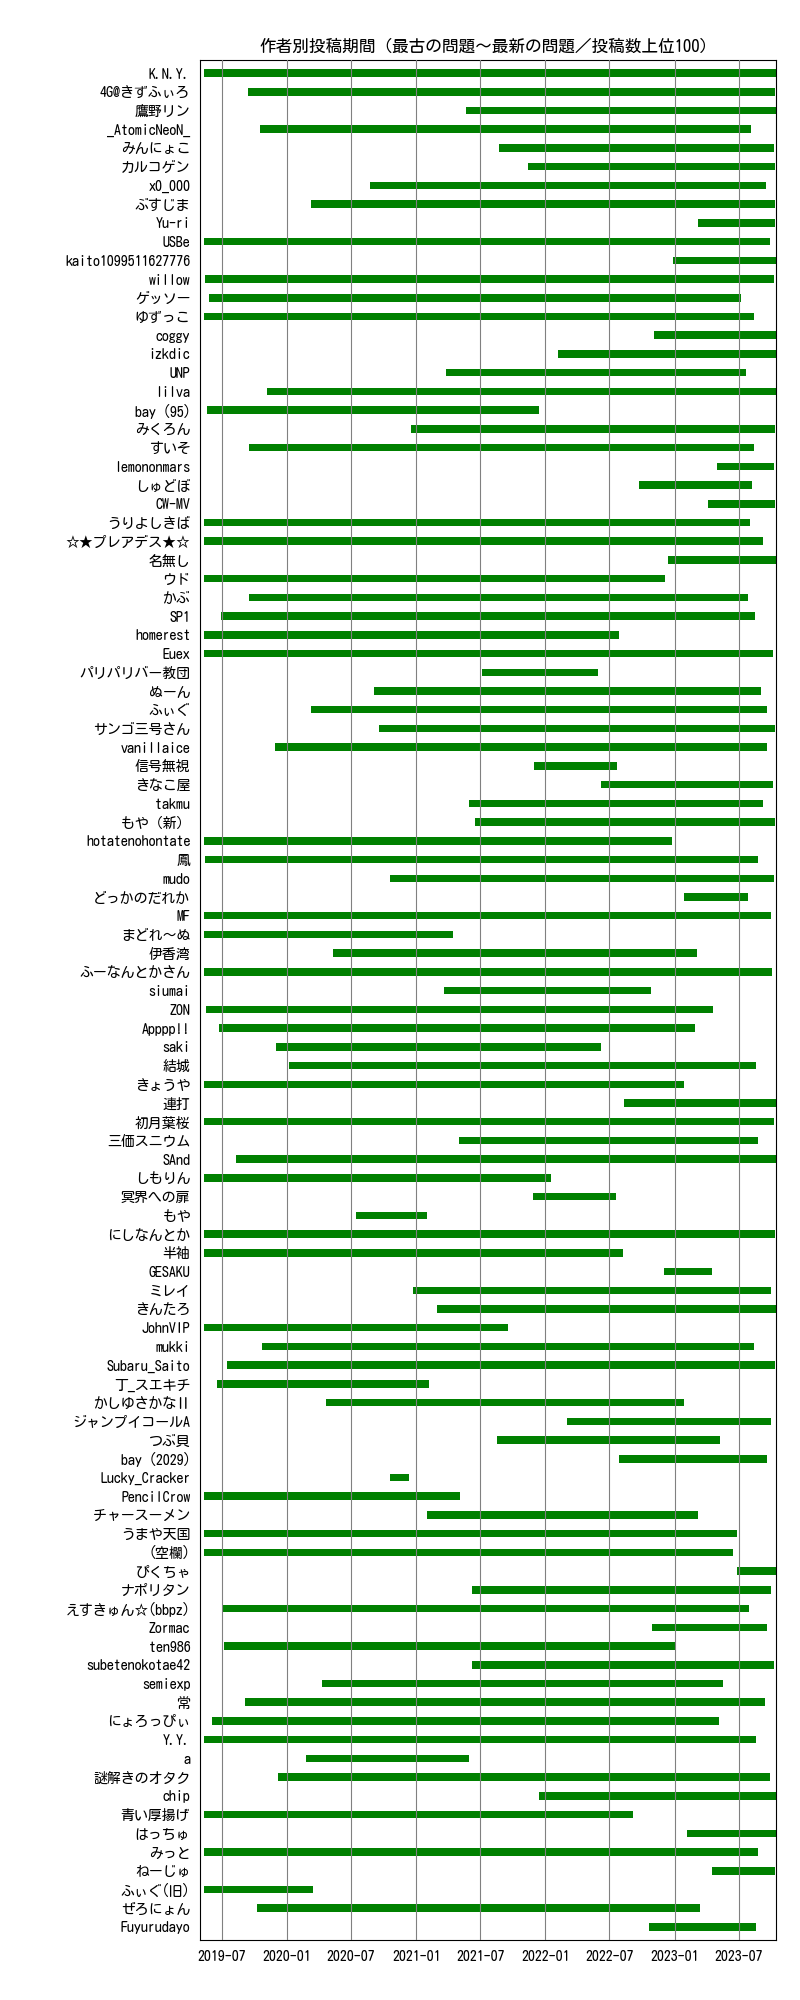 作者別投稿期間（最古の問題～最新の問題／投稿数上位100）
K.N.Y.
4G@きずふぃろ
鷹野リン
_AtomicNeoN_
みんにょこ
カルコゲン
x0_000
ぶすじま
Yu-ri
USBe
kaito1099511627776
willow
ゲッソー
ゆずっこ
coggy
izkdic
UNP
lilva
bay (95)
みくろん
すいそ
lemononmars
しゅどぼ
CW-MV
うりよしきば
☆★プレアデス★☆
名無し
ウド
かぶ
SP1
homerest
Euex
パリパリバー教団
ぬーん
ふぃぐ
サンゴ三号さん
vanillaice
信号無視
きなこ屋
takmu
もや（新）
hotatenohontate
鳳
mudo
どっかのだれか
MF
まどれ～ぬ
伊香湾
ふーなんとかさん
siumai
ZON
Appppll
saki
結城
きょうや
連打
初月葉桜
三価スニウム
SAnd
しもりん
冥界への扉
もや
にしなんとか
半袖
GESAKU
ミレイ
きんたろ
JohnVIP
mukki
Subaru_Saito
丁_スエキチ
かしゆさかなII
ジャンプイコールA
つぶ貝
bay (2029)
Lucky_Cracker
PencilCrow
チャースーメン
うまや天国
(空欄)
ぴくちゃ
ナポリタン
えすきゅん☆(bbpz)
Zormac
ten986
subetenokotae42
semiexp
常
にょろっぴぃ
Y.Y.
a
謎解きのオタク
chip
青い厚揚げ
はっちゅ
みっと
ねーじゅ
ふぃぐ(旧)
ぜろにょん
Fuyurudayo
2019-07 2020-01 2020-07 2021-01 2021-07 2022-01 2022-07 2023-01 2023-07